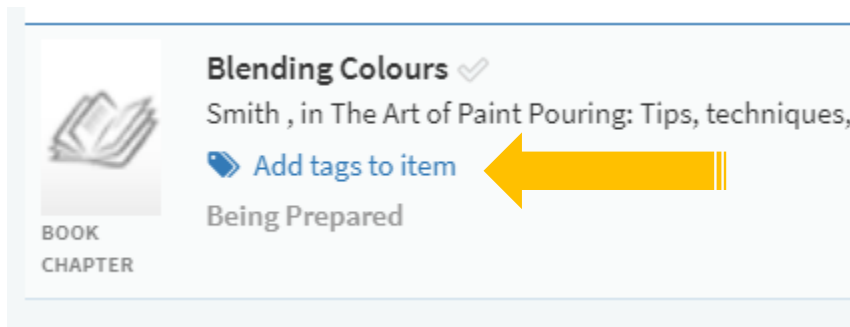 Blending Colours
Smith , in The Art of Paint Pouring: Tips, techniques,
Add tags to item
Being Prepared
BOOK
CHAPTER